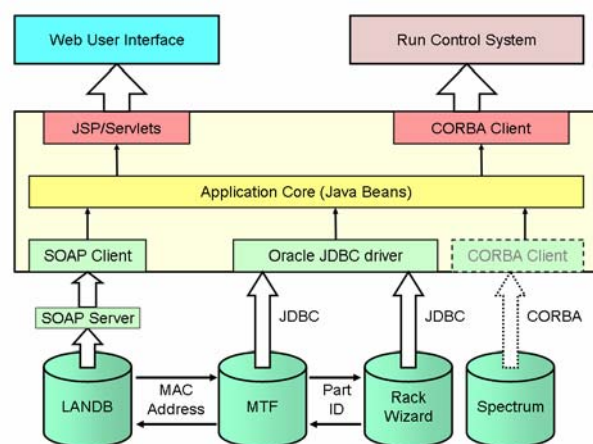 Web User Interface
Run Control System
JSP/Servlets
CORBA Client
Application Core (Java Beans)
SOAP Client
Oracle JDBC driver
CORBA Client
SOAP Server
JDBC
JDBC
CORBA
LANDB
MAC
Address
MTF
Part
ID
Rack
Wizard
Spectrum